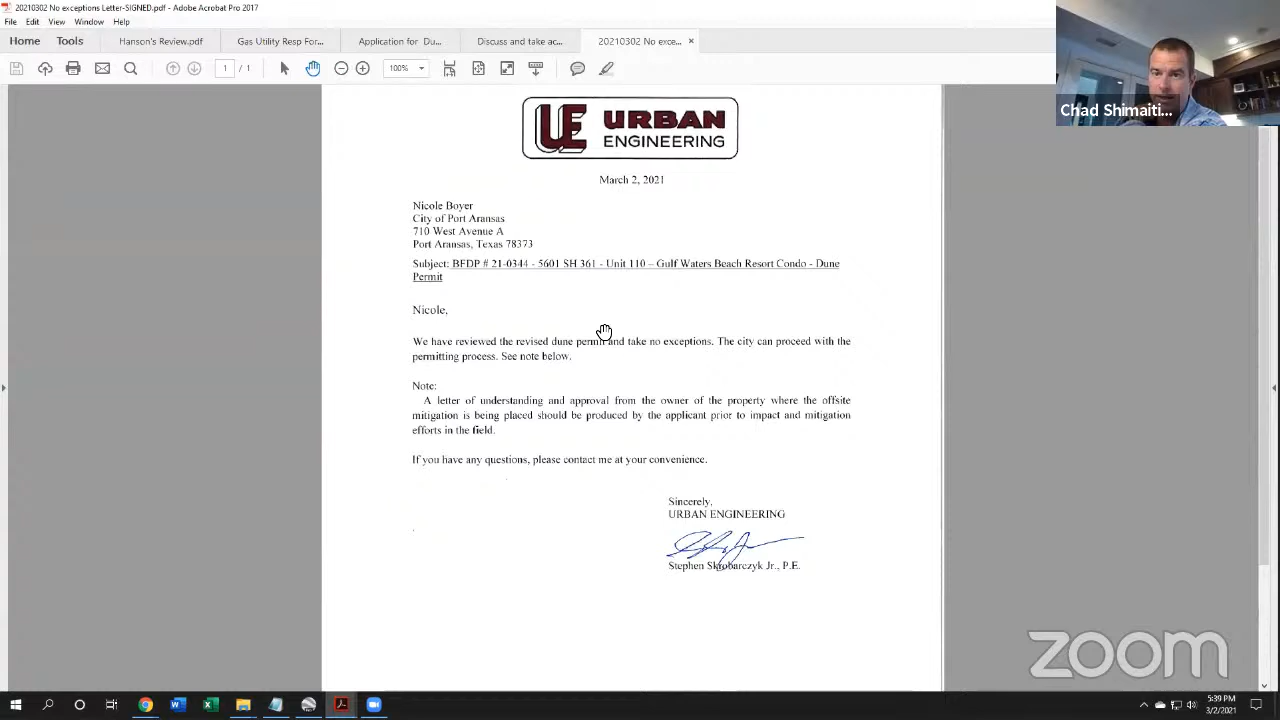 20210302 No exceptions Letter-SIGNED.pdf - Adobe Acrobat Pro 2017
File Edit View Window Help
Home Tools Hanson's Review.pdf Gas Utility Resp For... Application for Du... Discuss and take ac... 20210302 No exce...
1 / 1 100%
Chad Shimaiti...
UE URBAN
ENGINEERING
March 2, 2021
Nicole Boyer
City of Port Aransas
710 West Avenue A
Port Aransas, Texas 78373
Subject: BFDP # 21-0344 - 5601 SH 361 - Unit 110 – Gulf Waters Beach Resort Condo - Dune
Permit
Nicole,
We have reviewed the revised dune permit and take no exceptions. The city can proceed with the
permitting process. See note below.
Note:
A letter of understanding and approval from the owner of the property where the offsite
mitigation is being placed should be produced by the applicant prior to impact and mitigation
efforts in the field.
If you have any questions, please contact me at your convenience.
Sincerely,
URBAN ENGINEERING
Stephen Skrobarczyk Jr., P.E.
zoom
5:39 PM
3/2/2021